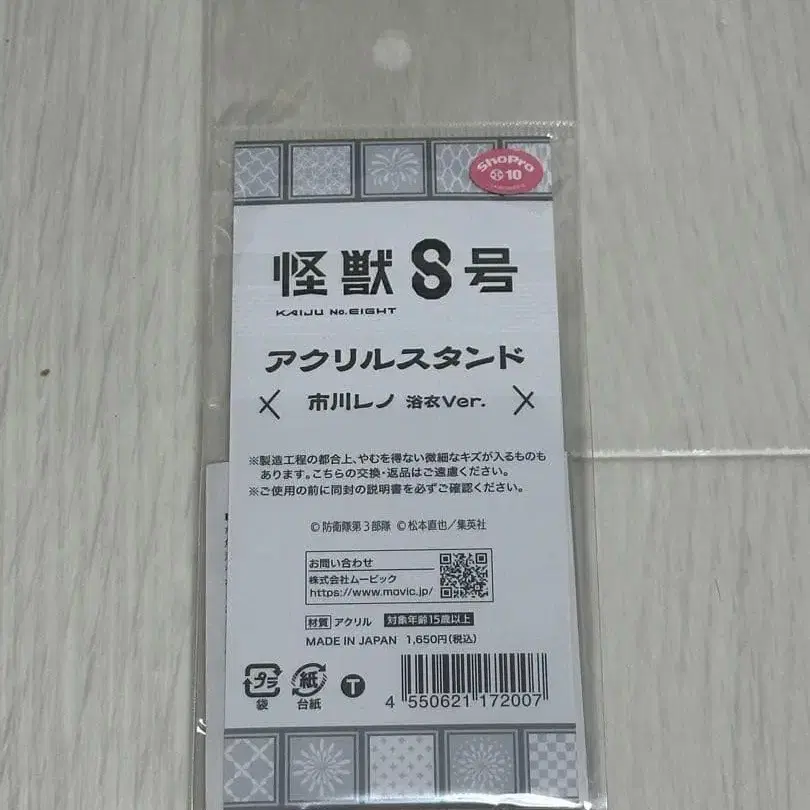 ShoPro
10
怪獣8号
KAIJU No.EIGHT
アクリルスタンド
市川レノ 浴衣Ver.
※製造工程の都合上、やむを得ない微細なキズが入るものも
あります。こちらの交換・返品はご遠慮ください。
※ご使用の前に同封の説明書を必ずご確認ください。
© 防衛隊第3部隊 © 松本直也／集英社
お問い合わせ
株式会社ムービック
https://www.movic.jp/
材質 アクリル 対象年齢15歳以上
MADE IN JAPAN 1,650円(税込)
プラ 紙 T
袋 台紙
4 550621 172007